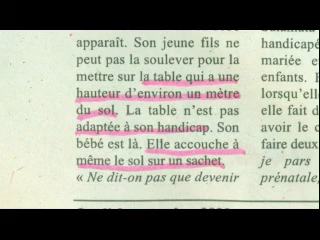 apparaît. Son jeune fils ne
peut pas la soulever pour la
mettre sur la table qui a une
hauteur d'environ un mètre
du sol. La table n'est pas
adaptée à son handicap. Son
bébé est là. Elle accouche à
même le sol sur un sachet.
« Ne dit-on pas que devenir
handicapé
mariée e
enfants.
lorsqu'elle
elle fait d
avoir le c
faire deux
je pars
prénatale,